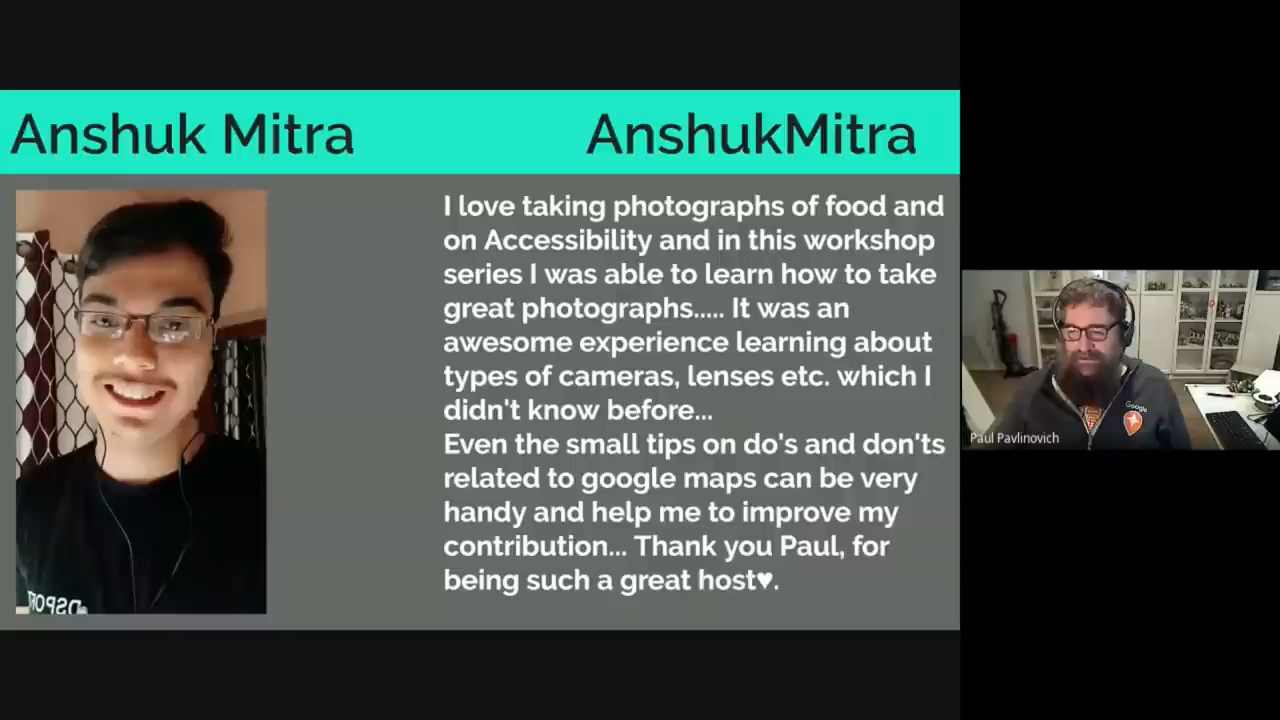 Anshuk Mitra
AnshukMitra
I love taking photographs of food and
on Accessibility and in this workshop
series I was able to learn how to take
great photographs..... It was an
awesome experience learning about
types of cameras, lenses etc. which I
didn't know before...
Even the small tips on do's and don'ts
related to google maps can be very
handy and help me to improve my
contribution... Thank you Paul, for
being such a great host♥.
Google
Paul Pavlinovich